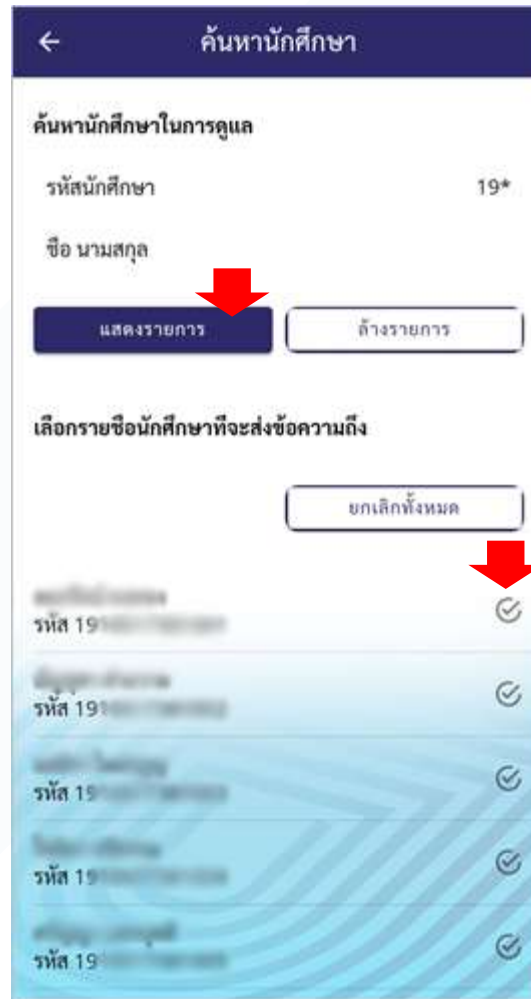 ค้นหานักศึกษา
ค้นหานักศึกษาในการดูแล
รหัสนักศึกษา 19*
ชื่อ นามสกุล
แสดงรายการ ล้างรายการ
เลือกรายชื่อนักศึกษาที่จะส่งข้อความถึง
ยกเลิกทั้งหมด
รหัส 19
รหัส 19
รหัส 19
รหัส 19
รหัส 19